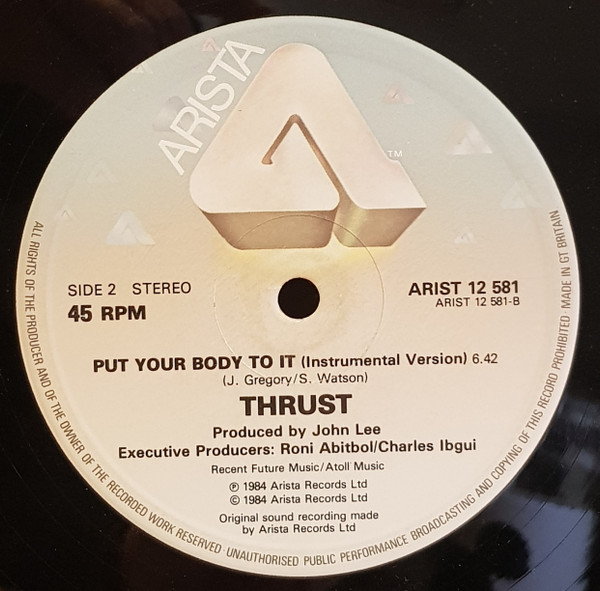 ARISTA
TM
SIDE 2 STEREO
45 RPM
ARIST 12 581
ARIST 12 581-B
PUT YOUR BODY TO IT (Instrumental Version) 6.42
(J. Gregory/S. Watson)
THRUST
Produced by John Lee
Executive Producers: Roni Abitbol/Charles Ibgui
Recent Future Music/Atoll Music
℗ 1984 Arista Records Ltd
© 1984 Arista Records Ltd
Original sound recording made
by Arista Records Ltd
ALL RIGHTS OF THE PRODUCER AND OF THE OWNER OF THE RECORDED WORK RESERVED · UNAUTHORISED PUBLIC PERFORMANCE BROADCASTING AND COPYING OF THIS RECORD PROHIBITED · MADE IN GT BRITAIN